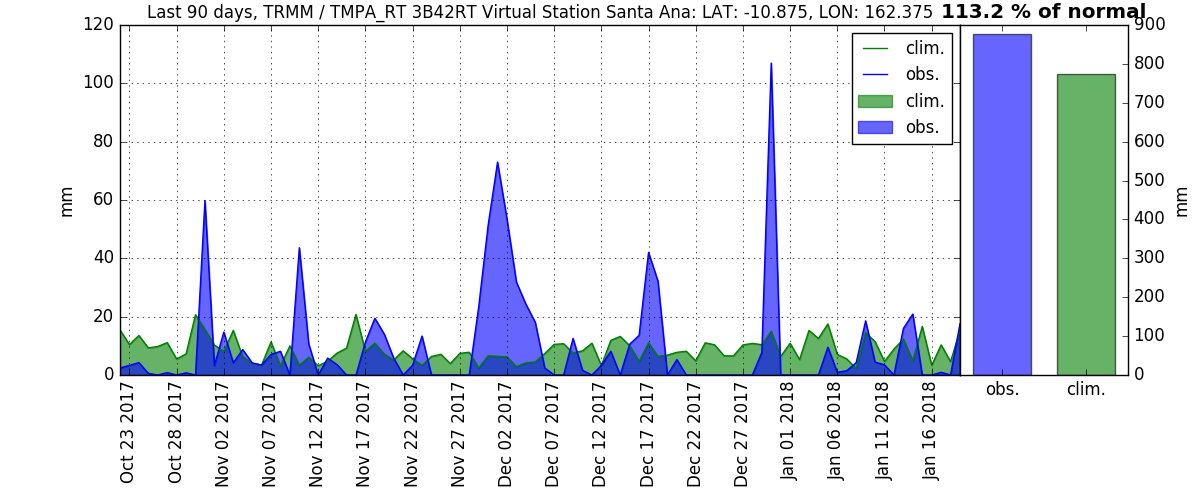 Last 90 days, TRMM / TMPA_RT 3B42RT Virtual Station Santa Ana: LAT: -10.875, LON: 162.375 113.2 % of normal
clim.
obs.
clim.
obs.
mm
120
100
80
60
40
20
0
Oct 23 2017
Oct 28 2017
Nov 02 2017
Nov 07 2017
Nov 12 2017
Nov 17 2017
Nov 22 2017
Nov 27 2017
Dec 02 2017
Dec 07 2017
Dec 12 2017
Dec 17 2017
Dec 22 2017
Dec 27 2017
Jan 01 2018
Jan 06 2018
Jan 11 2018
Jan 16 2018
900
800
700
600
500
400
300
200
100
0
mm
obs.
clim.